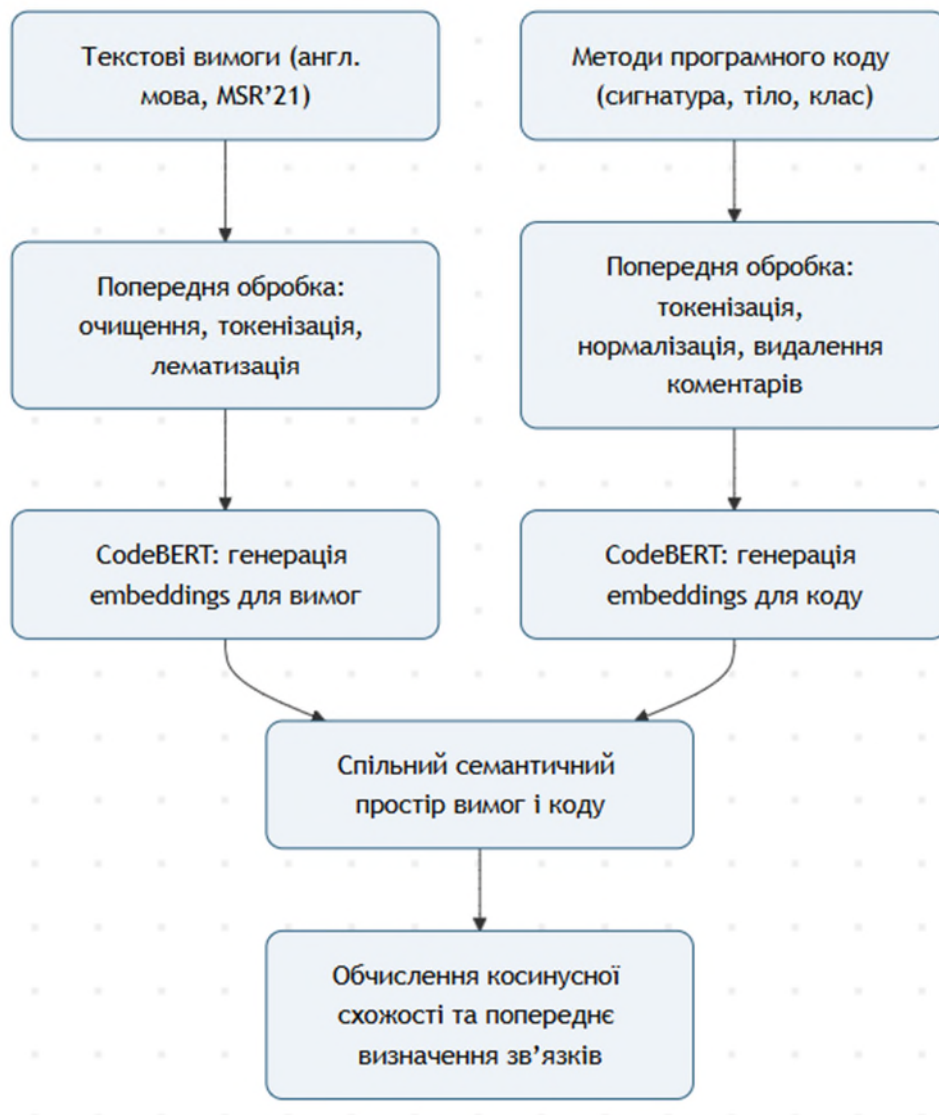 Текстові вимоги (англ.
мова, MSR’21)
Методи програмного коду
(сигнатура, тіло, клас)
Попередня обробка:
очищення, токенізація,
лематизація
Попередня обробка:
токенізація,
нормалізація, видалення
коментарів
CodeBERT: генерація
embeddings для вимог
CodeBERT: генерація
embeddings для коду
Спільний семантичний
простір вимог і коду
Обчислення косинусної
схожості та попереднє
визначення зв’язків